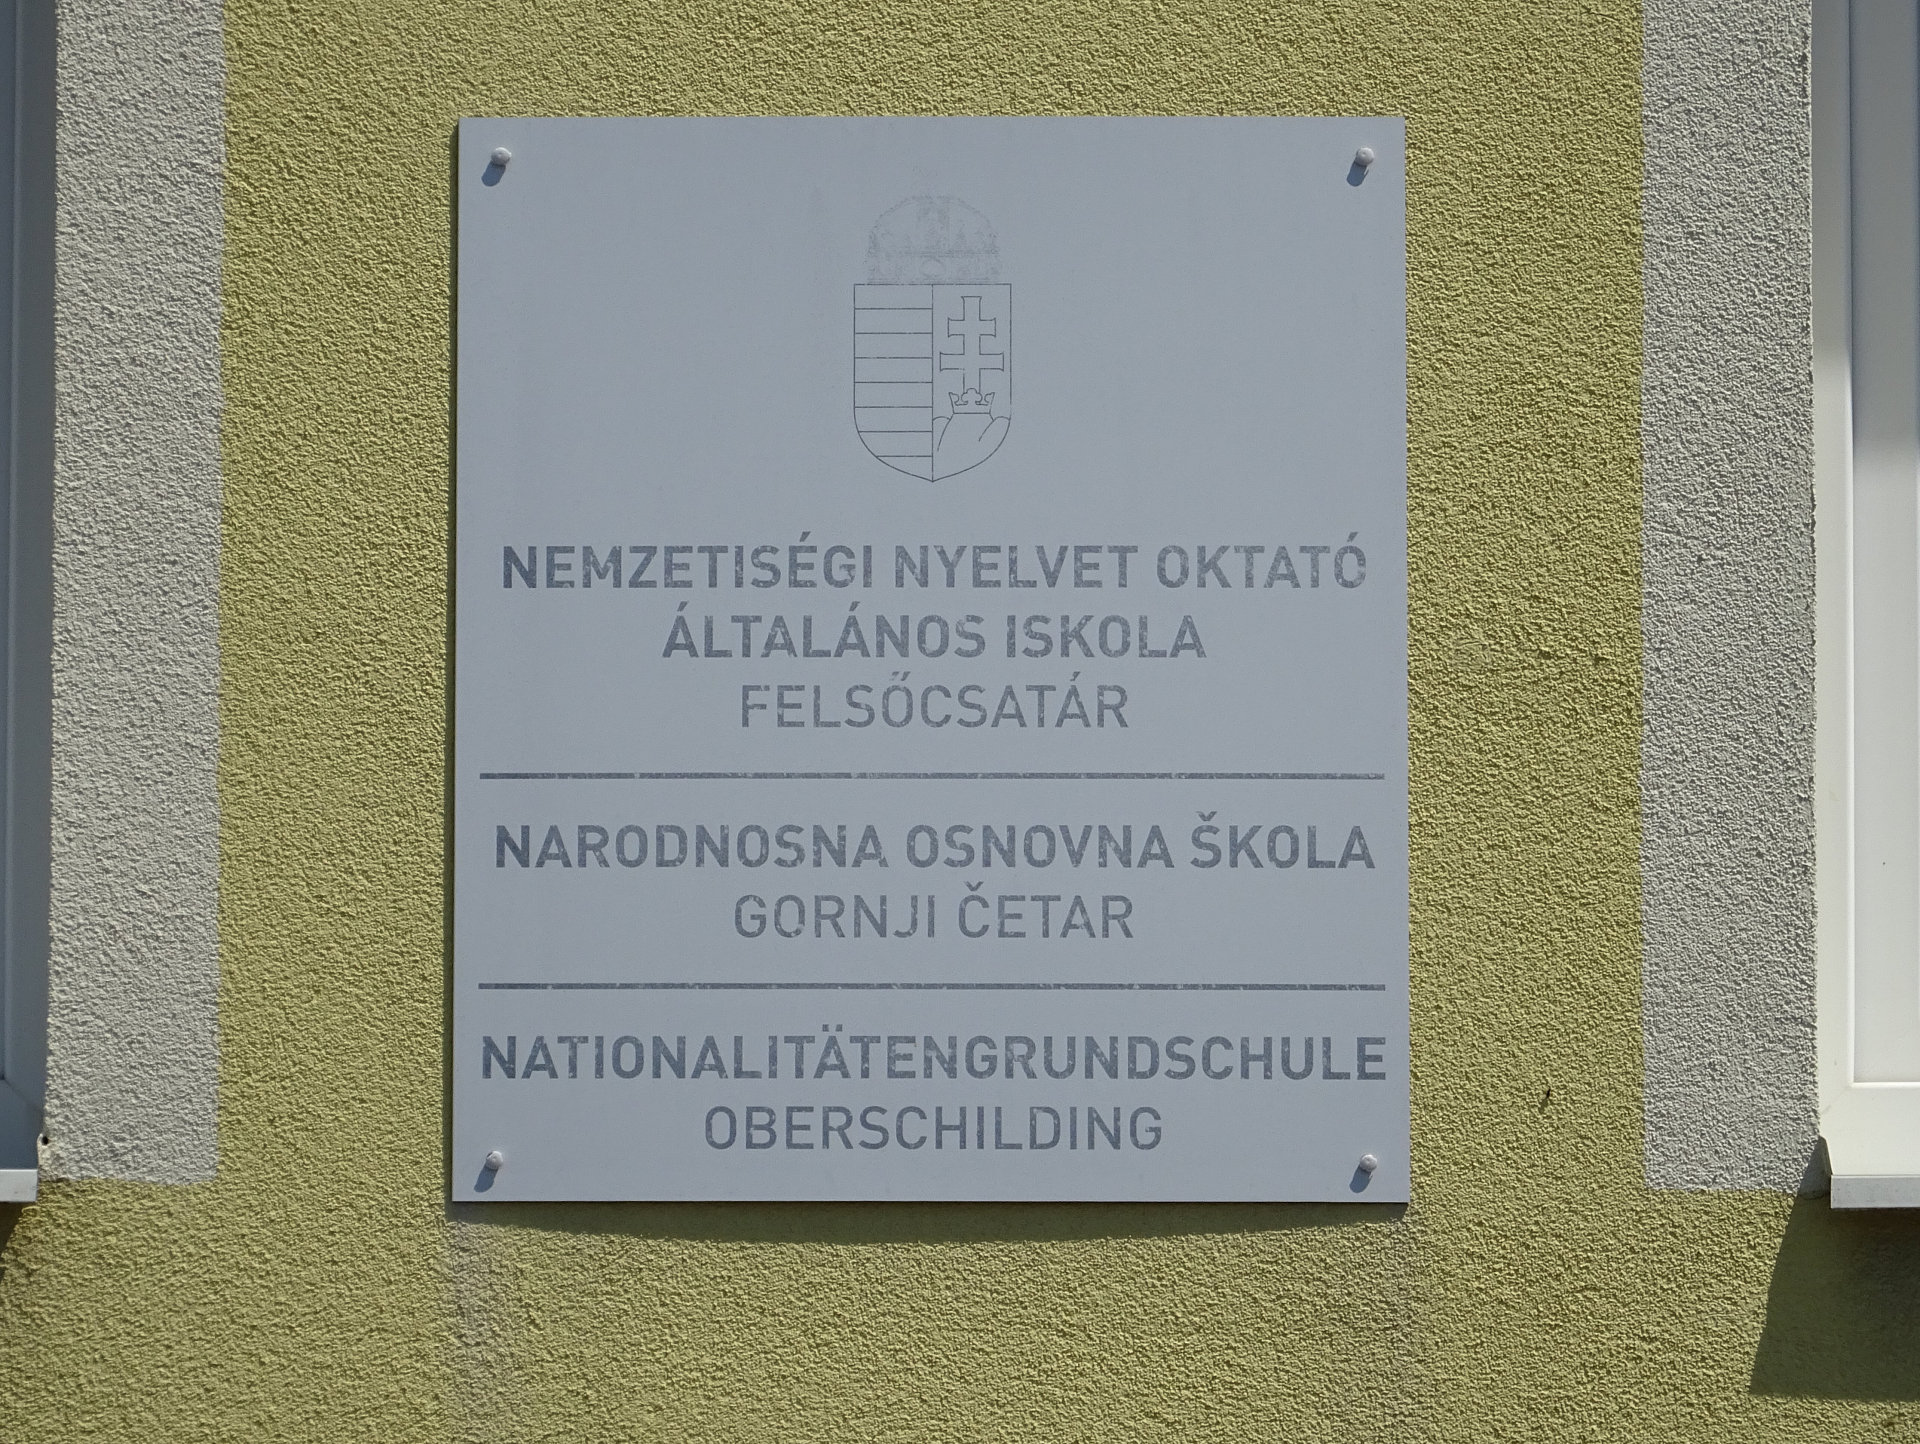 NEMZETISÉGI NYELVET OKTATÓ
ÁLTALÁNOS ISKOLA
FELSŐCSATÁR
NARODNOSNA OSNOVNA ŠKOLA
GORNJI ČETAR
NATIONALITÄTENGRUNDSCHULE
OBERSCHILDING